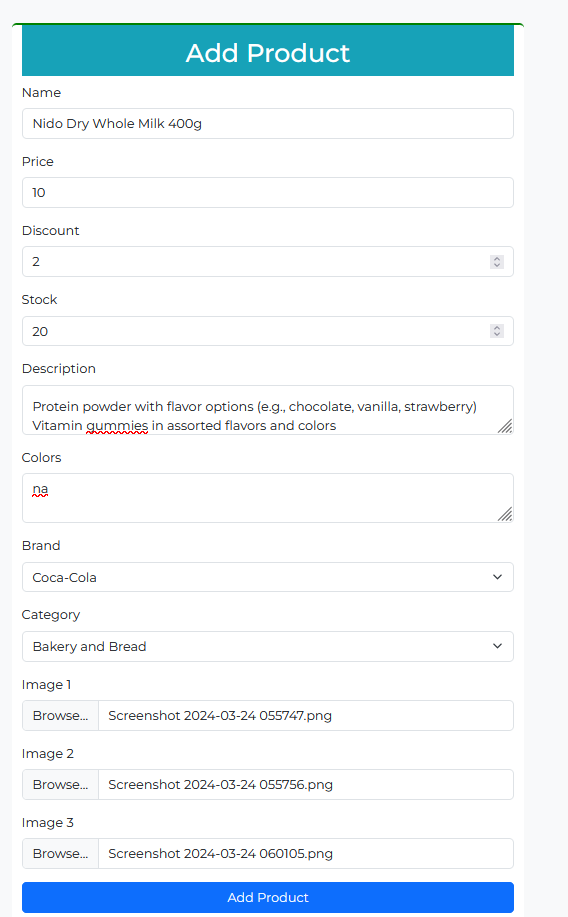 Add Product
Name
Nido Dry Whole Milk 400g
Price
10
Discount
2
Stock
20
Description
Protein powder with flavor options (e.g., chocolate, vanilla, strawberry)
Vitamin gummies in assorted flavors and colors
Colors
na
Brand
Coca-Cola
Category
Bakery and Bread
Image 1
Browse... Screenshot 2024-03-24 055747.png
Image 2
Browse... Screenshot 2024-03-24 055756.png
Image 3
Browse... Screenshot 2024-03-24 060105.png
Add Product